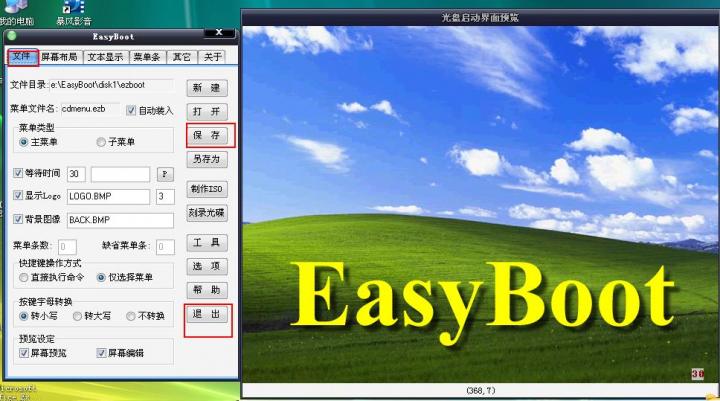 我的电脑
暴风影音
EasyBoot
文件 屏幕布局 文本显示 菜单条 其它 关于
文件目录: e:\EasyBoot\disk1\ezboot
新 建
菜单文件名: cdmenu.ezb 自动装入
打 开
菜单类型
主菜单 子菜单
保 存
另存为
等待时间 30 P
显示Logo LOGO.BMP 3
制作ISO
背景图像 BACK.BMP
刻录光碟
菜单条数: 0 缺省菜单条: 0
工 具
快捷键操作方式
直接执行命令 仅选择菜单
选 项
帮 助
按键字母转换
转小写 转大写 不转换
退 出
预览设定
屏幕预览 屏幕编辑
光盘启动界面预览
EasyBoot
30
(368,7)